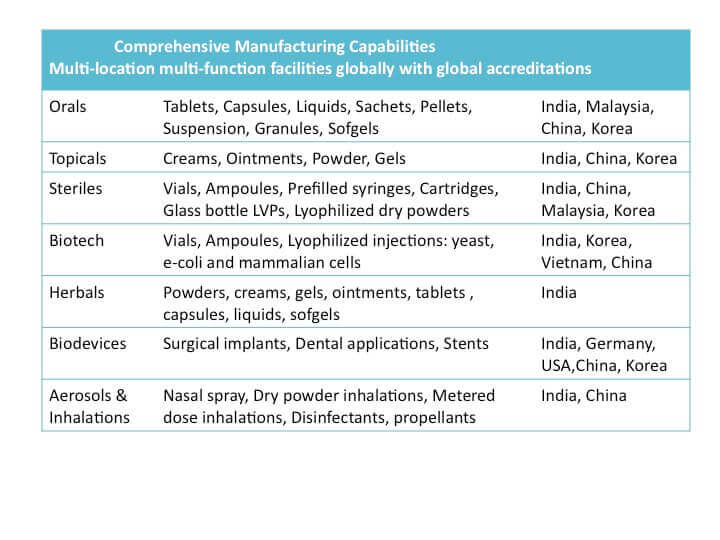 Comprehensive Manufacturing Capabilities
Multi-location multi-function facilities globally with global accreditations
Orals Tablets, Capsules, Liquids, Sachets, Pellets, India, Malaysia,
Suspension, Granules, Sofgels China, Korea
Topicals Creams, Ointments, Powder, Gels India, China, Korea
Steriles Vials, Ampoules, Prefilled syringes, Cartridges, India, China,
Glass bottle LVPs, Lyophilized dry powders Malaysia, Korea
Biotech Vials, Ampoules, Lyophilized injections: yeast, India, Korea,
e-coli and mammalian cells Vietnam, China
Herbals Powders, creams, gels, ointments, tablets , India
capsules, liquids, sofgels
Biodevices Surgical implants, Dental applications, Stents India, Germany,
USA,China, Korea
Aerosols & Nasal spray, Dry powder inhalations, Metered India, China
Inhalations dose inhalations, Disinfectants, propellants